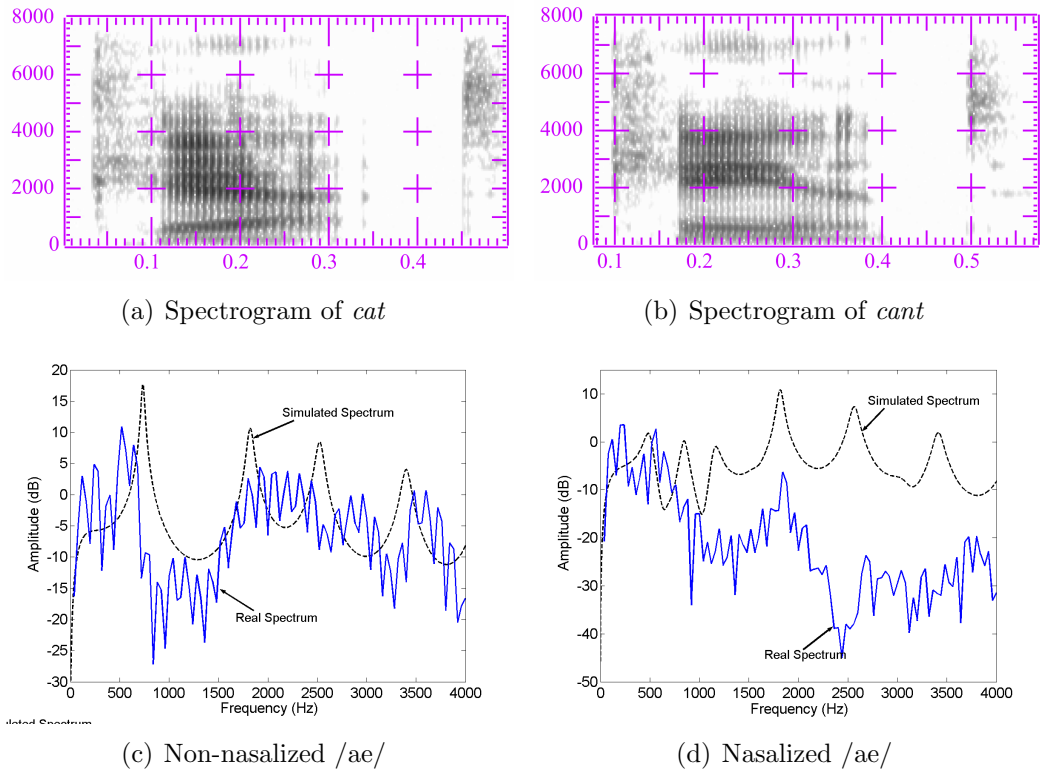 8000
6000
4000
2000
0
0.1 0.2 0.3 0.4
8000
6000
4000
2000
0
0.1 0.2 0.3 0.4 0.5
(a) Spectrogram of cat
(b) Spectrogram of cant
20
15
10
5
0
-5
-10
-15
-20
-25
-30
Amplitude (dB)
Simulated Spectrum
Real Spectrum
0 500 1000 1500 2000 2500 3000 3500 4000
Frequency (Hz)
10
0
-10
-20
-30
-40
-50
Amplitude (dB)
Simulated Spectrum
Real Spectrum
0 500 1000 1500 2000 2500 3000 3500 4000
Frequency (Hz)
(c) Non-nasalized /ae/
(d) Nasalized /ae/